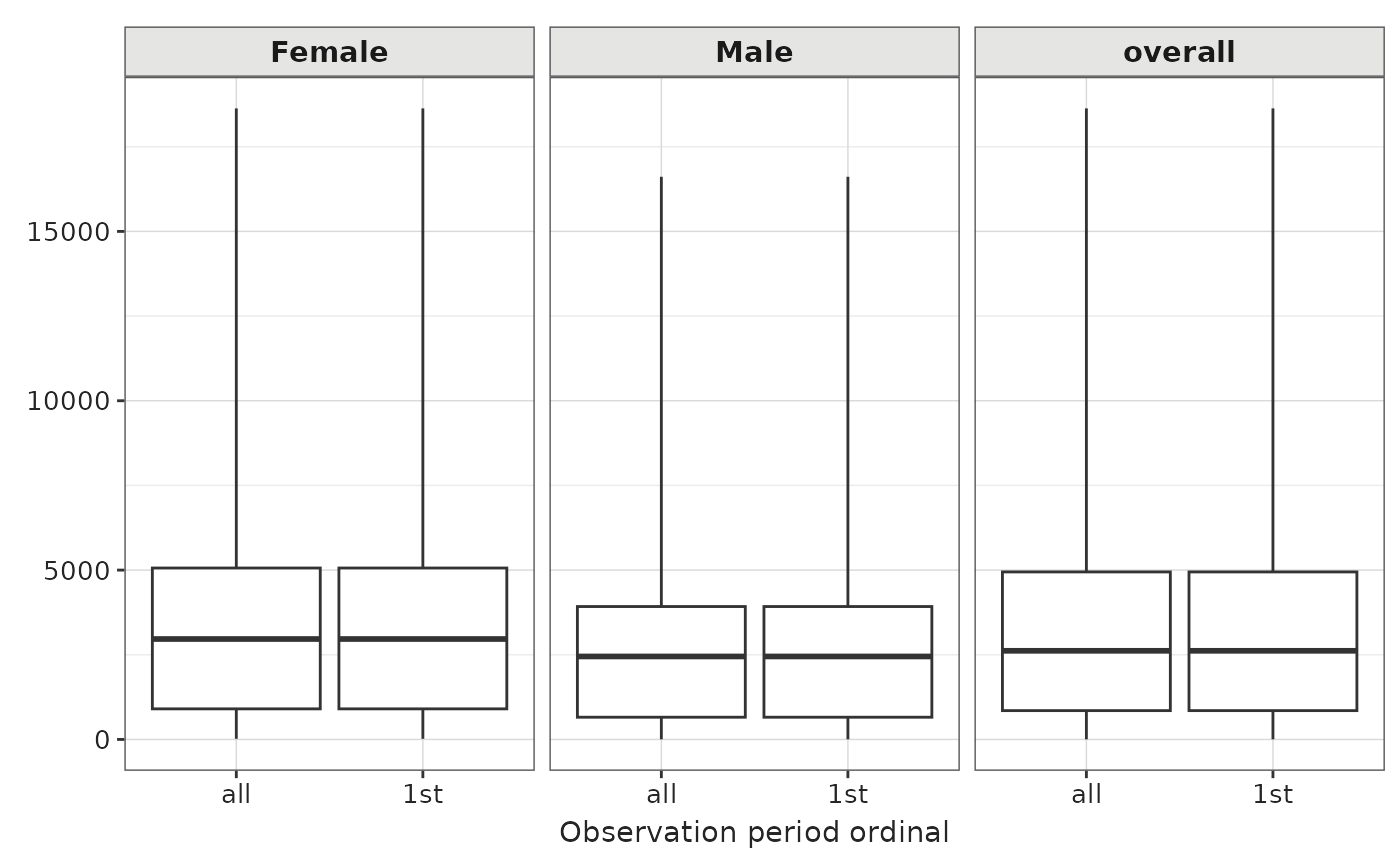 Female Male overall
15000
10000
5000
0
all 1st all 1st all 1st
Observation period ordinal